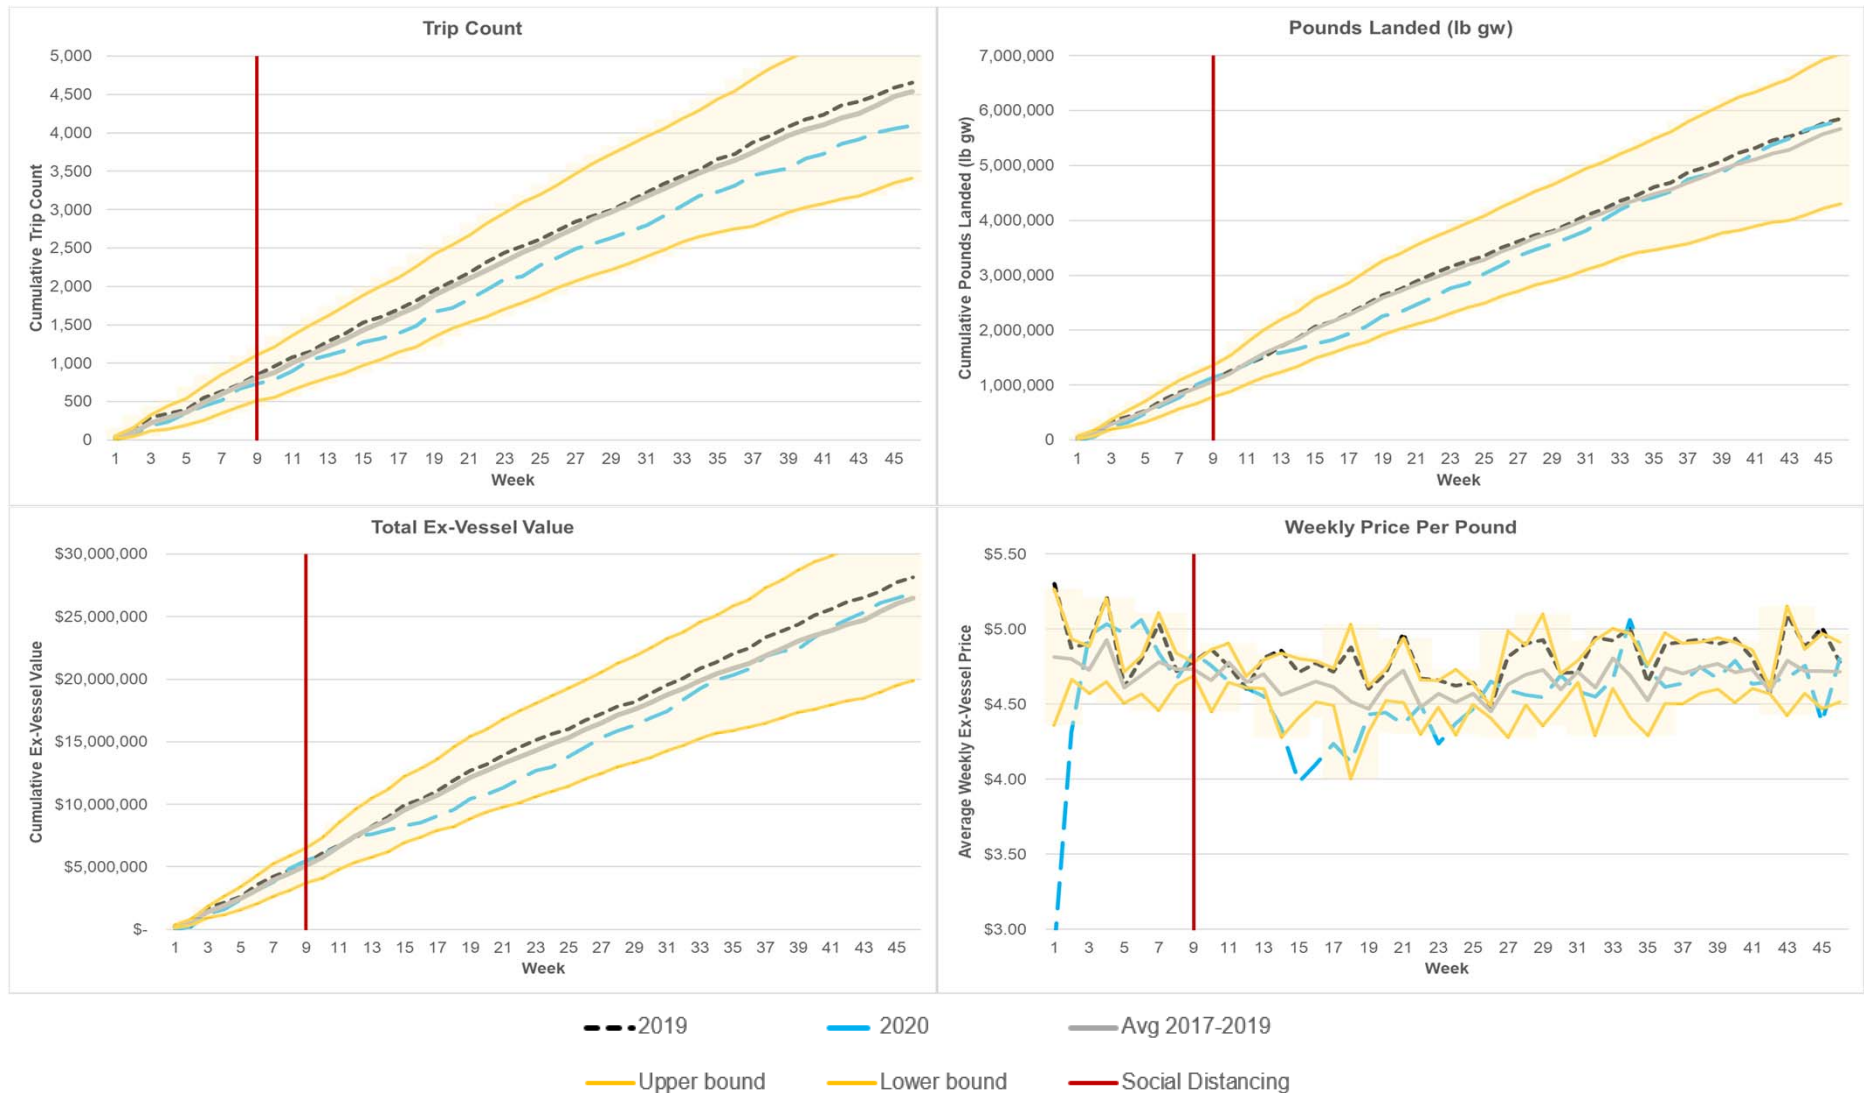 Trip Count
5,000
4,500
4,000
3,500
3,000
2,500
2,000
1,500
1,000
500
0
Cumulative Trip Count
1 3 5 7 9 11 13 15 17 19 21 23 25 27 29 31 33 35 37 39 41 43 45
Week
Pounds Landed (lb gw)
7,000,000
6,000,000
5,000,000
4,000,000
3,000,000
2,000,000
1,000,000
0
Cumulative Pounds Landed (lb gw)
1 3 5 7 9 11 13 15 17 19 21 23 25 27 29 31 33 35 37 39 41 43 45
Week
Total Ex-Vessel Value
$30,000,000
$25,000,000
$20,000,000
$15,000,000
$10,000,000
$5,000,000
$-
Cumulative Ex-Vessel Value
1 3 5 7 9 11 13 15 17 19 21 23 25 27 29 31 33 35 37 39 41 43 45
Week
Weekly Price Per Pound
$5.50
$5.00
$4.50
$4.00
$3.50
$3.00
Average Weekly Ex-Vessel Price
1 3 5 7 9 11 13 15 17 19 21 23 25 27 29 31 33 35 37 39 41 43 45
Week
2019 2020 Avg 2017-2019
Upper bound Lower bound Social Distancing